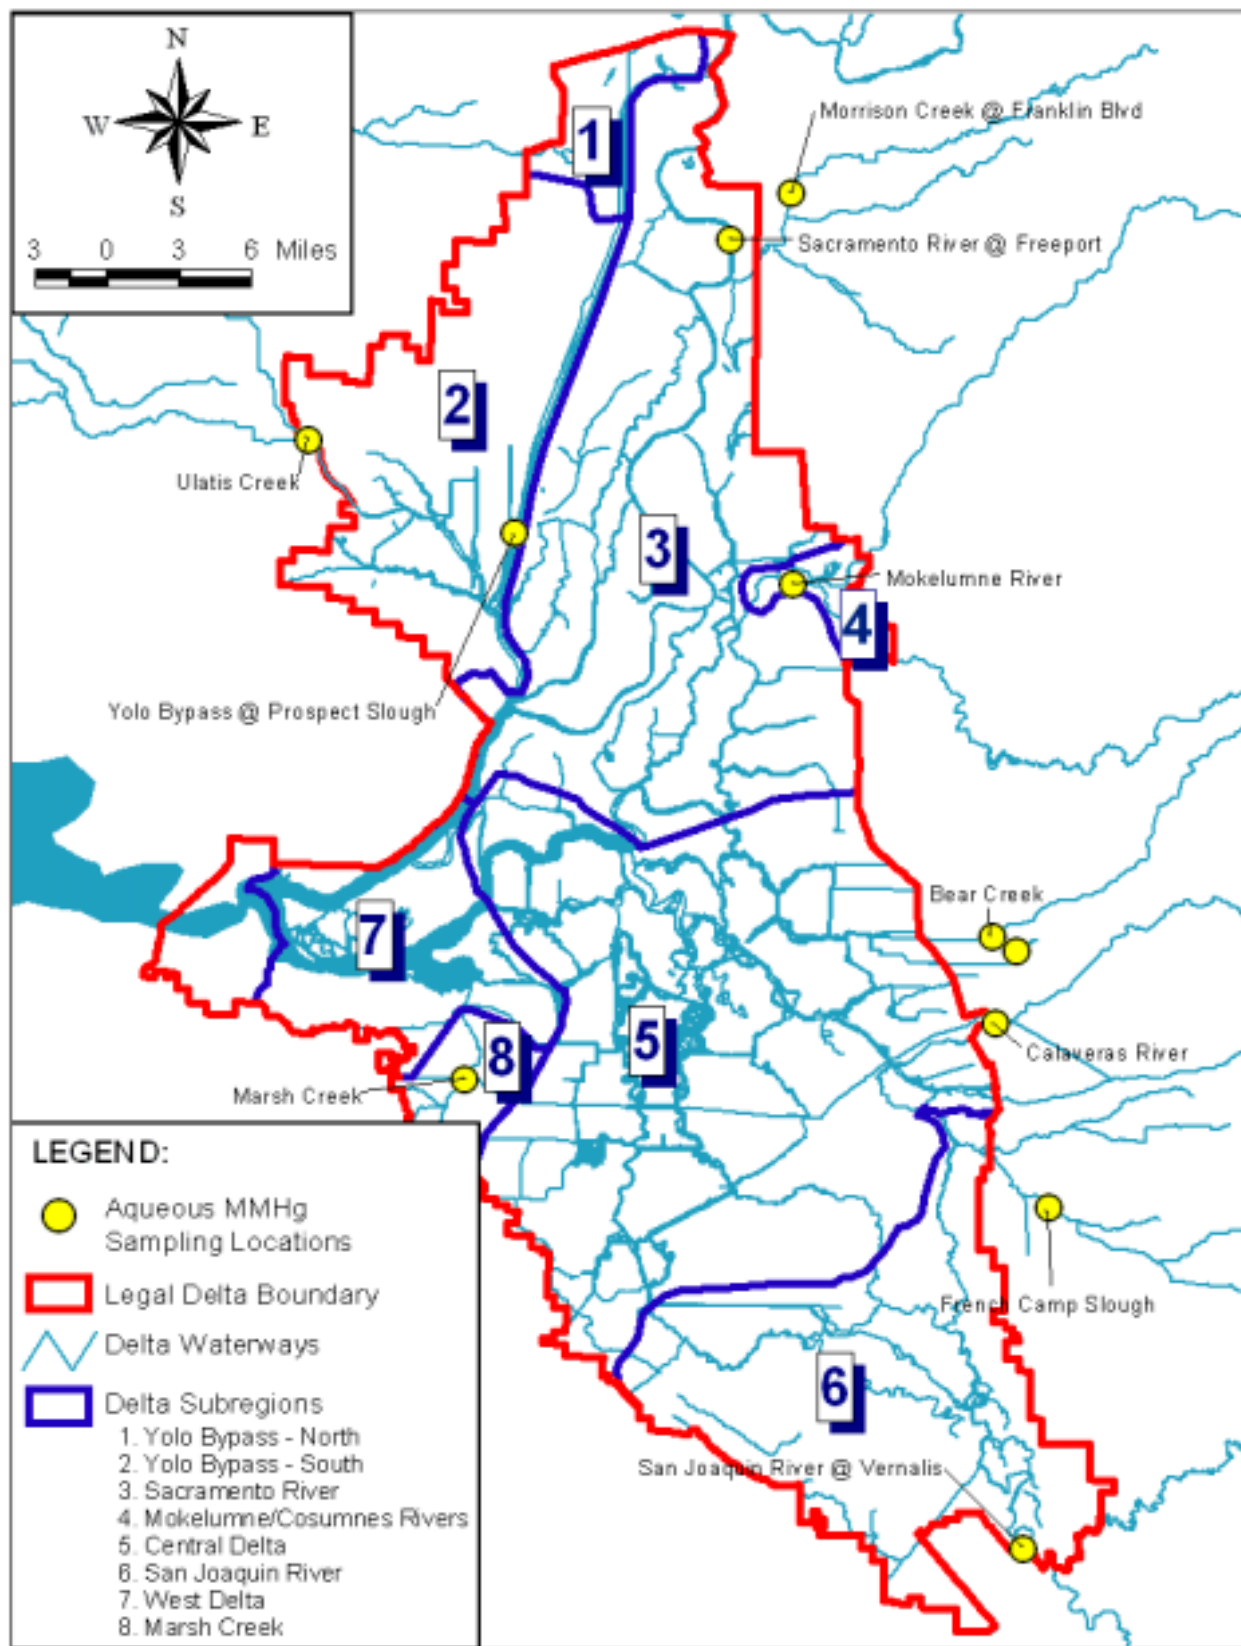 N
W E
S
3 0 3 6 Miles
1
Morrison Creek @ Franklin Blvd
Sacramento River @ Freeport
2
Ulatis Creek
3
Mokelumne River
4
Yolo Bypass @ Prospect Slough
Bear Creek
7
5
Calaveras River
8
Marsh Creek
French Camp Slough
6
San Joaquin River @ Vernalis
LEGEND:
Aqueous MMHg
Sampling Locations
Legal Delta Boundary
Delta Waterways
Delta Subregions
1. Yolo Bypass - North
2. Yolo Bypass - South
3. Sacramento River
4. Mokelumne/Cosumnes Rivers
5. Central Delta
6. San Joaquin River
7. West Delta
8. Marsh Creek